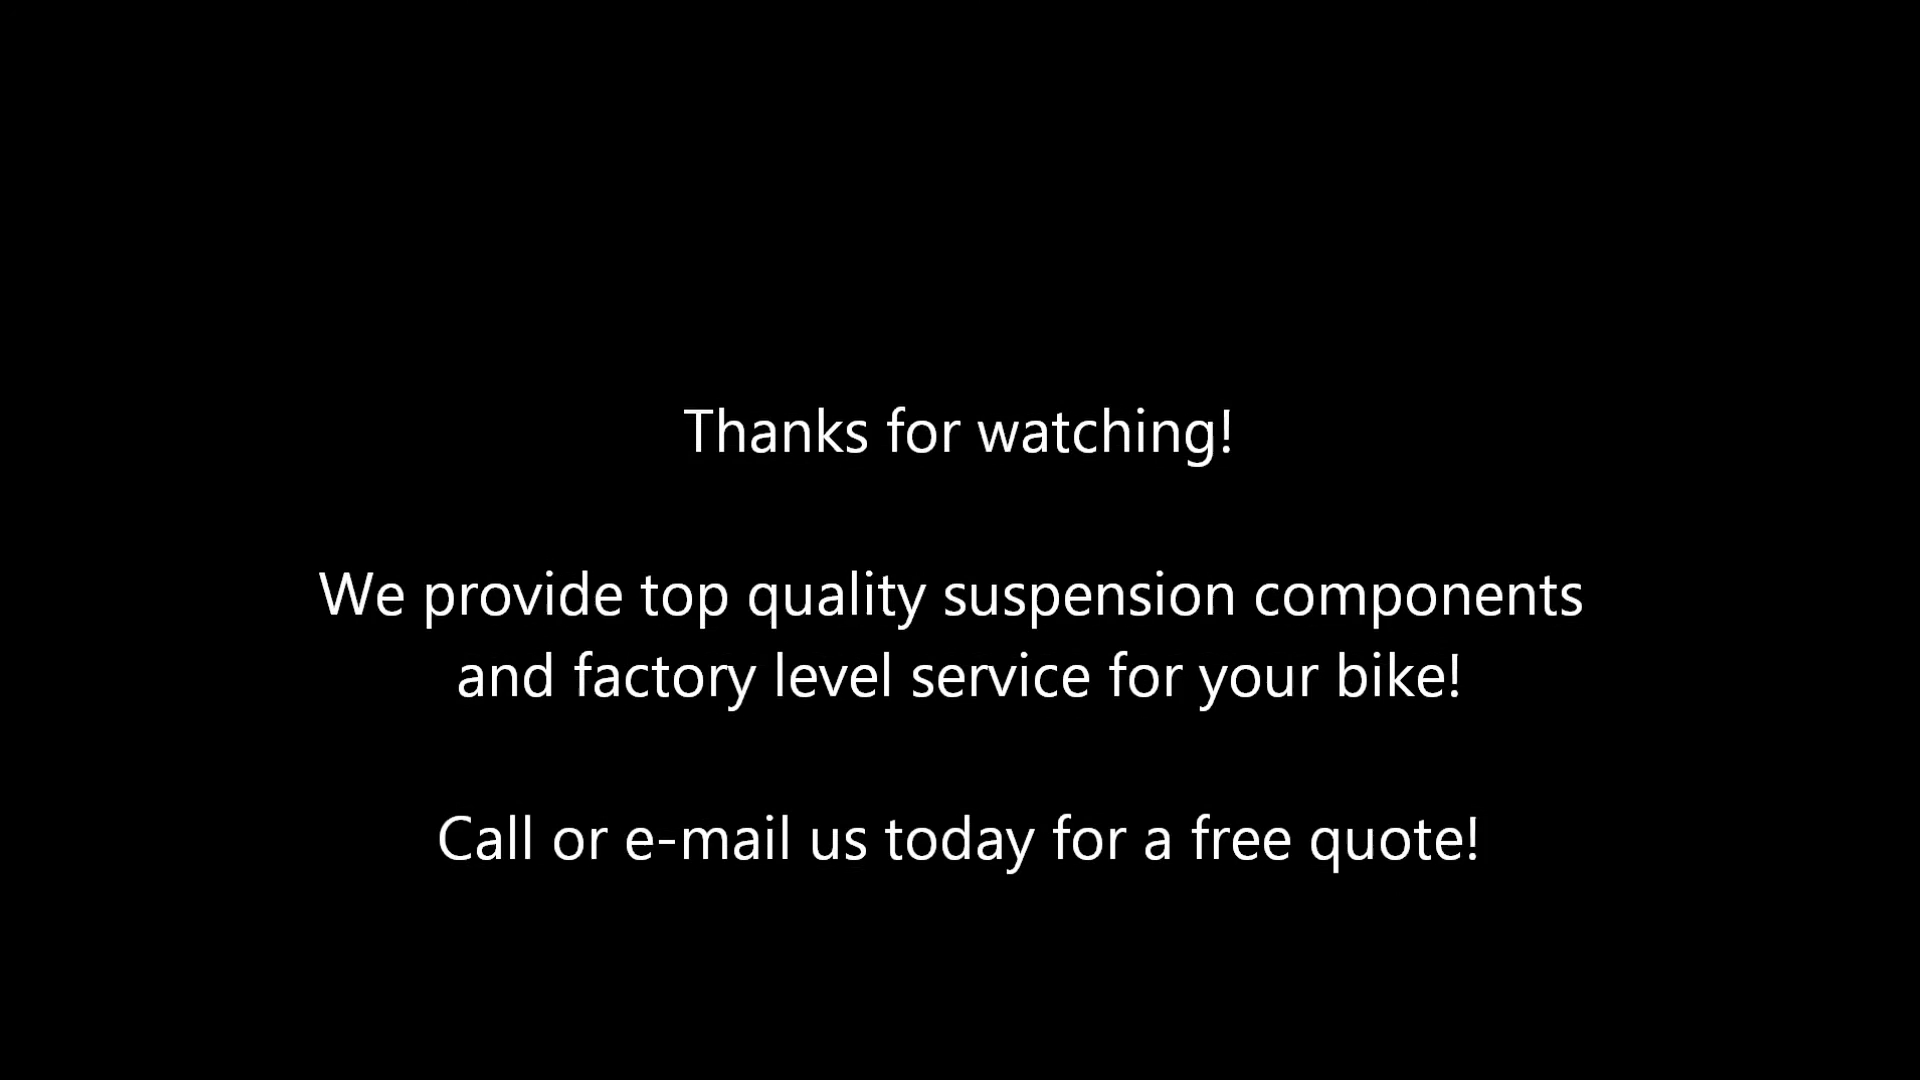 Thanks for watching!
We provide top quality suspension components
and factory level service for your bike!
Call or e-mail us today for a free quote!